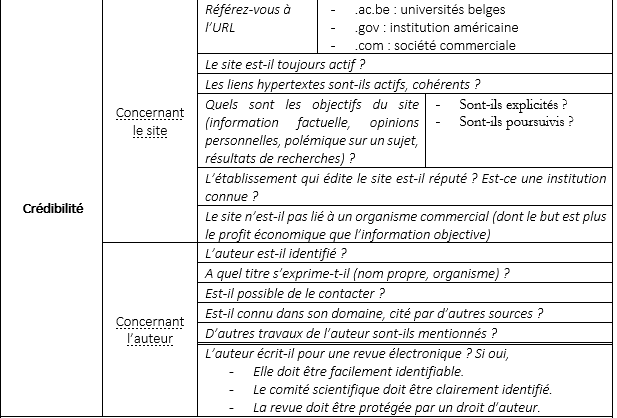 Référez-vous à
l'URL
- .ac.be : universités belges
- .gov : institution américaine
- .com : société commerciale
Le site est-il toujours actif ?
Les liens hypertextes sont-ils actifs, cohérents ?
Concernant
le site
Quels sont les objectifs du site
(information factuelle, opinions
personnelles, polémique sur un sujet,
résultats de recherches) ?
- Sont-ils explicités ?
- Sont-ils poursuivis ?
L'établissement qui édite le site est-il réputé ? Est-ce une institution
connue ?
Crédibilité
Le site n'est-il pas lié à un organisme commercial (dont le but est plus
le profit économique que l'information objective)
L'auteur est-il identifié ?
A quel titre s'exprime-t-il (nom propre, organisme) ?
Est-il possible de le contacter ?
Est-il connu dans son domaine, cité par d'autres sources ?
Concernant
l'auteur
D'autres travaux de l'auteur sont-ils mentionnés ?
L'auteur écrit-il pour une revue électronique ? Si oui,
- Elle doit être facilement identifiable.
- Le comité scientifique doit être clairement identifié.
- La revue doit être protégée par un droit d'auteur.